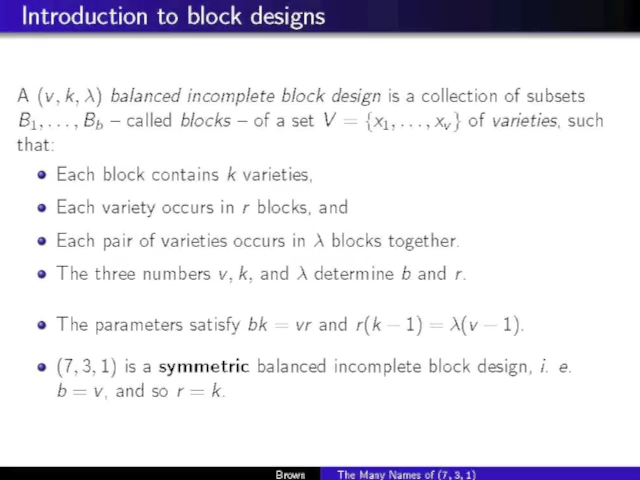 Introduction to block designs
A (v, k, λ) balanced incomplete block design is a collection of subsets
B₁, . . . , B_b – called blocks – of a set V = {x₁, . . . , xᵥ} of varieties, such
that:
Each block contains k varieties,
Each variety occurs in r blocks, and
Each pair of varieties occurs in λ blocks together.
The three numbers v, k, and λ determine b and r.
The parameters satisfy bk = vr and r(k − 1) = λ(v − 1).
(7, 3, 1) is a symmetric balanced incomplete block design, i. e.
b = v, and so r = k.
Brown The Many Names of (7, 3, 1)